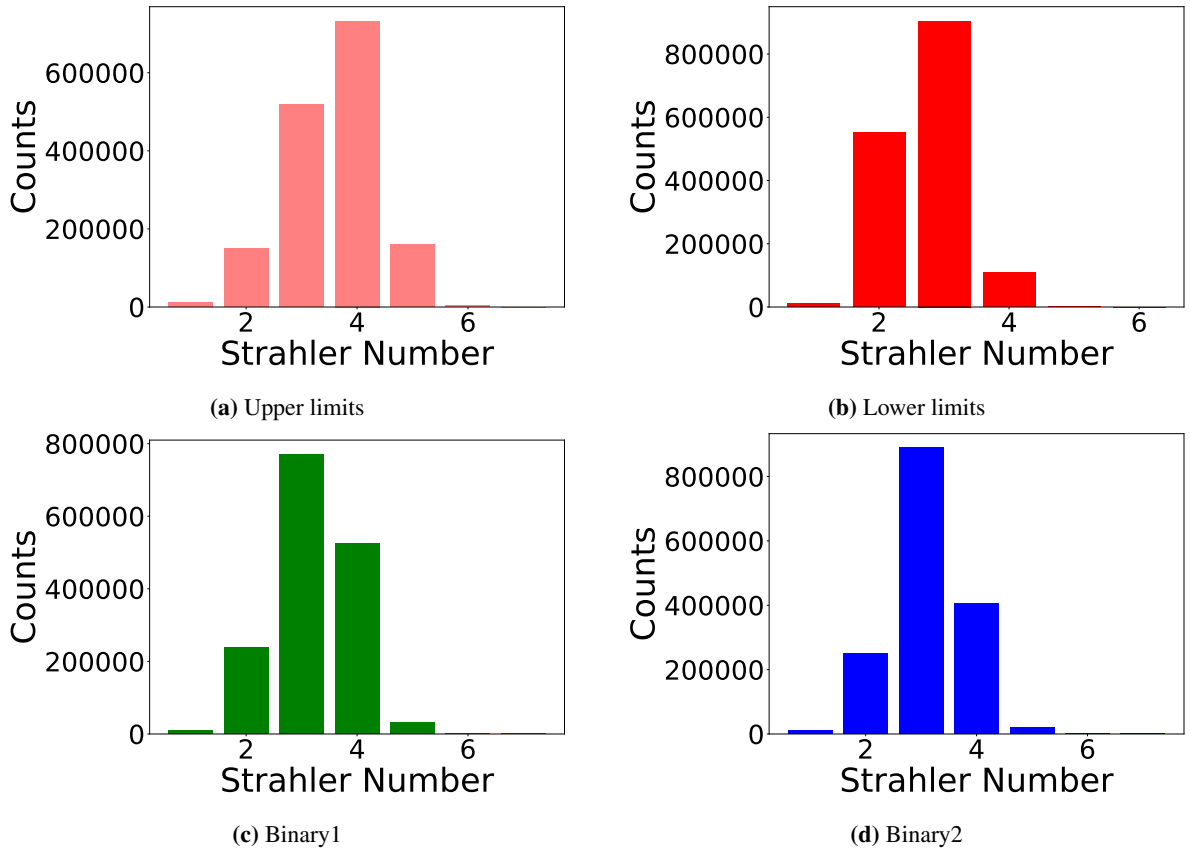 600000
400000
200000
0
Counts
2 4 6
Strahler Number
(a) Upper limits
800000
600000
400000
200000
0
Counts
2 4 6
Strahler Number
(b) Lower limits
800000
600000
400000
200000
0
Counts
2 4 6
Strahler Number
(c) Binary1
800000
600000
400000
200000
0
Counts
2 4 6
Strahler Number
(d) Binary2